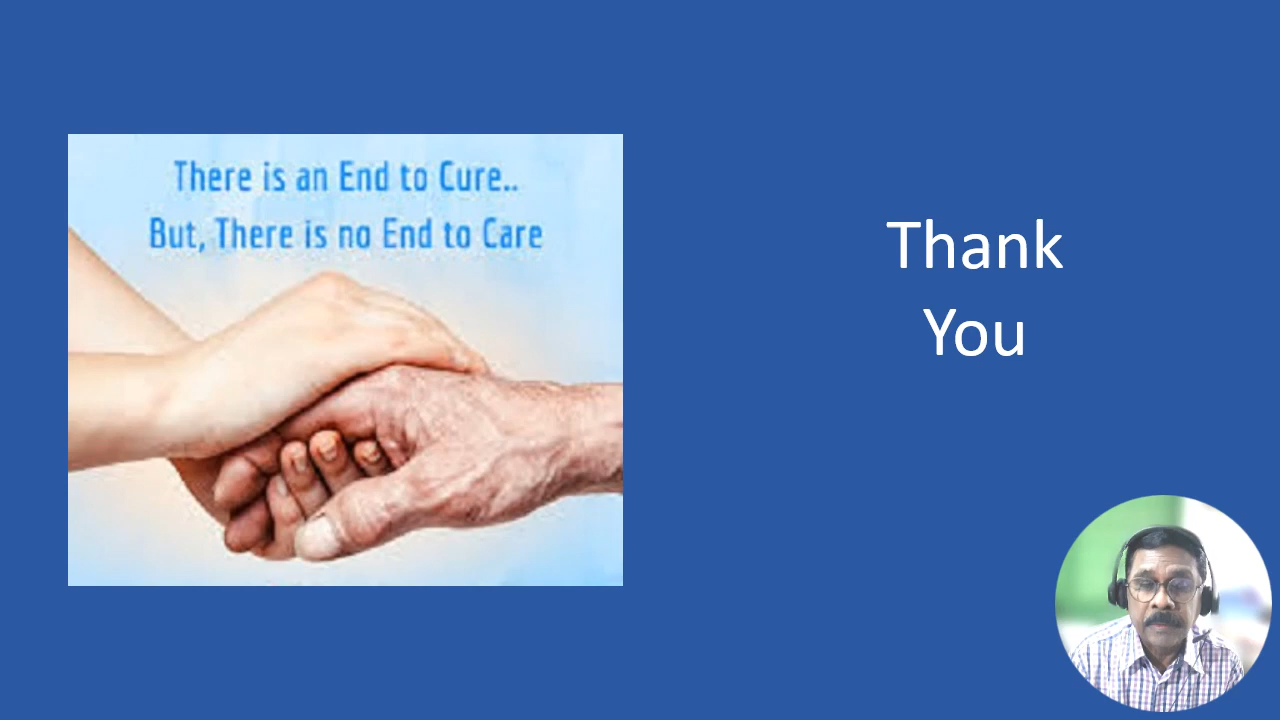 There is an End to Cure..
But, There is no End to Care
Thank
You